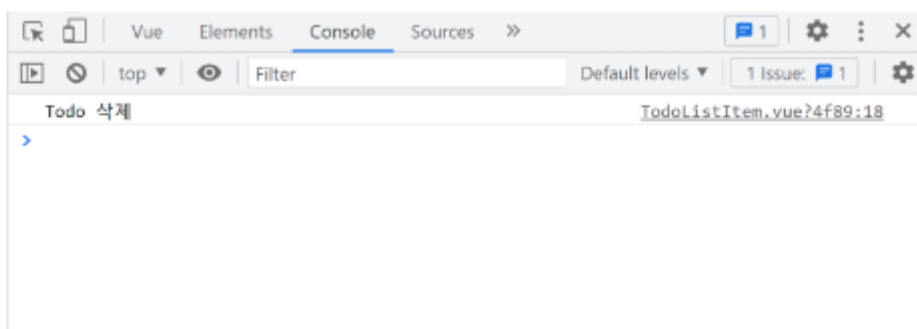 Vue Elements Console Sources » 1
top ▼ Filter Default levels ▼ 1 Issue: 1
Todo 삭제 TodoListItem.vue?4f89:18
>